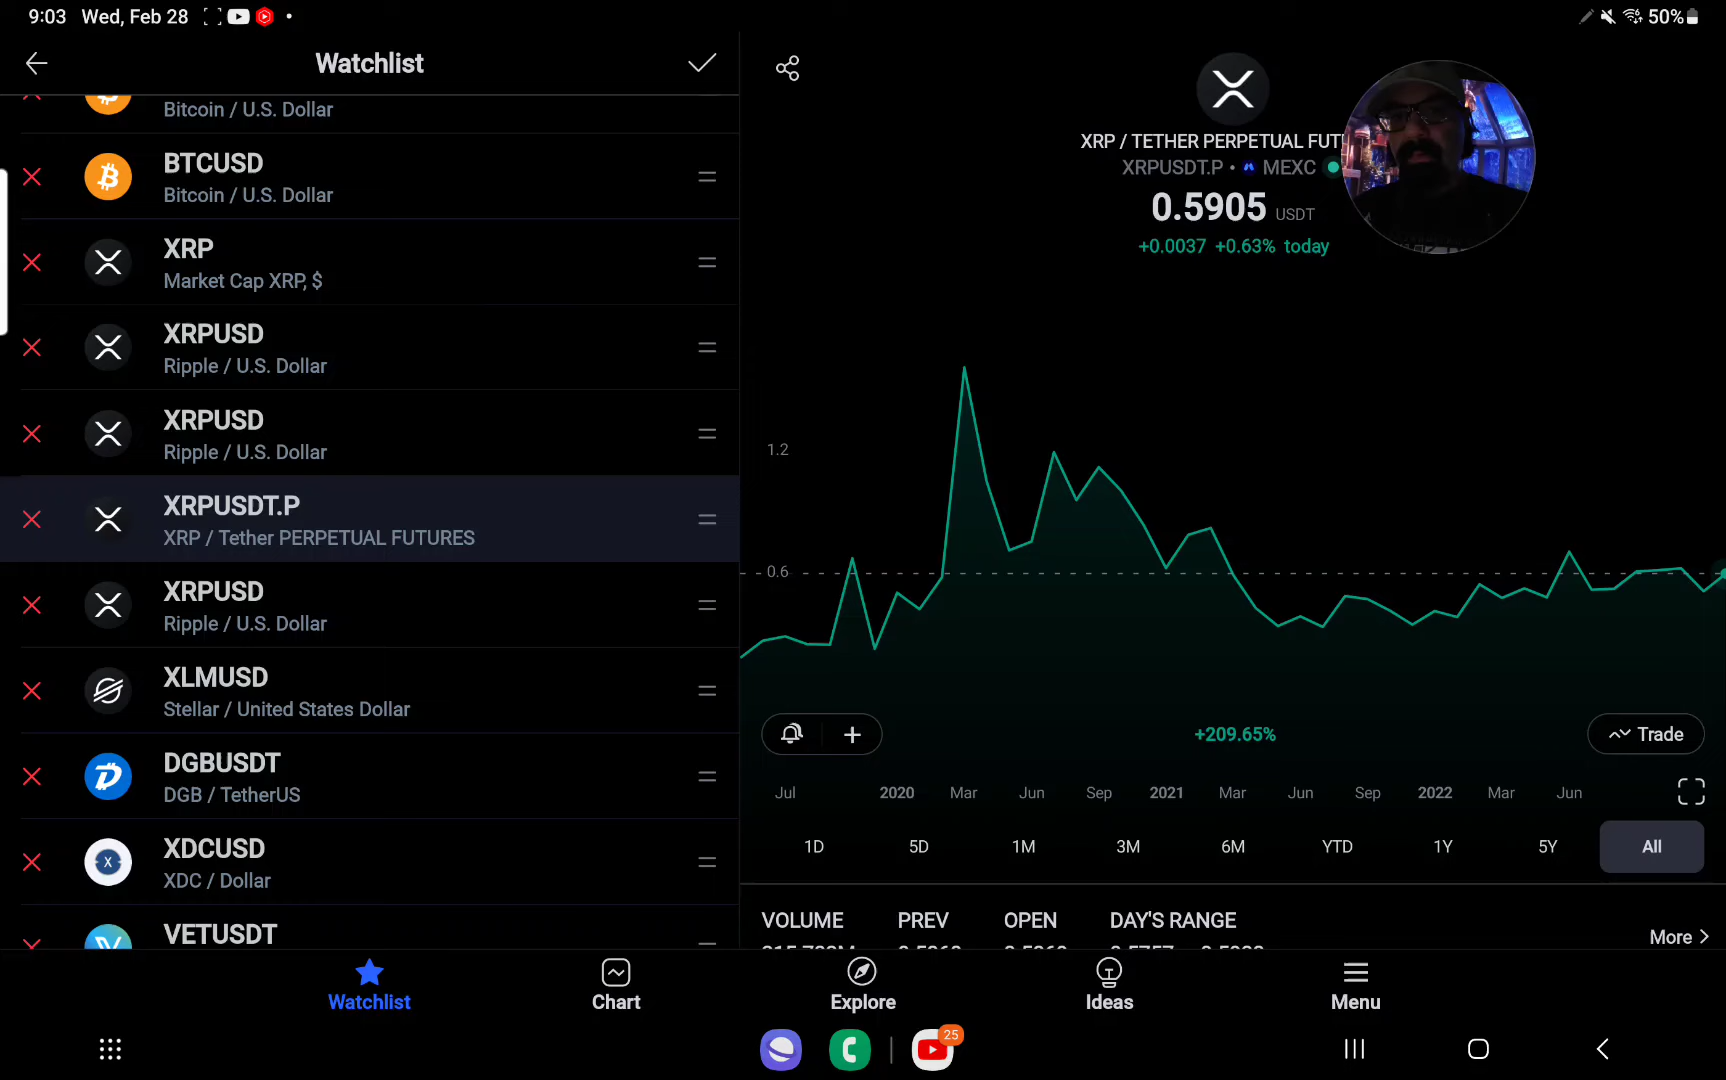 9:03 Wed, Feb 28
50%
Watchlist
Bitcoin / U.S. Dollar
BTCUSD
Bitcoin / U.S. Dollar
XRP
Market Cap XRP, $
XRPUSD
Ripple / U.S. Dollar
XRPUSD
Ripple / U.S. Dollar
XRPUSDT.P
XRP / Tether PERPETUAL FUTURES
XRPUSD
Ripple / U.S. Dollar
XLMUSD
Stellar / United States Dollar
DGBUSDT
DGB / TetherUS
XDCUSD
XDC / Dollar
VETUSDT
XRP / TETHER PERPETUAL FUT
XRPUSDT.P • MEXC
0.5905 USDT
+0.0037 +0.63% today
1.2
0.6
+209.65%
Trade
Jul 2020 Mar Jun Sep 2021 Mar Jun Sep 2022 Mar Jun
1D 5D 1M 3M 6M YTD 1Y 5Y All
VOLUME PREV OPEN DAY'S RANGE
More
Watchlist Chart Explore Ideas Menu
25